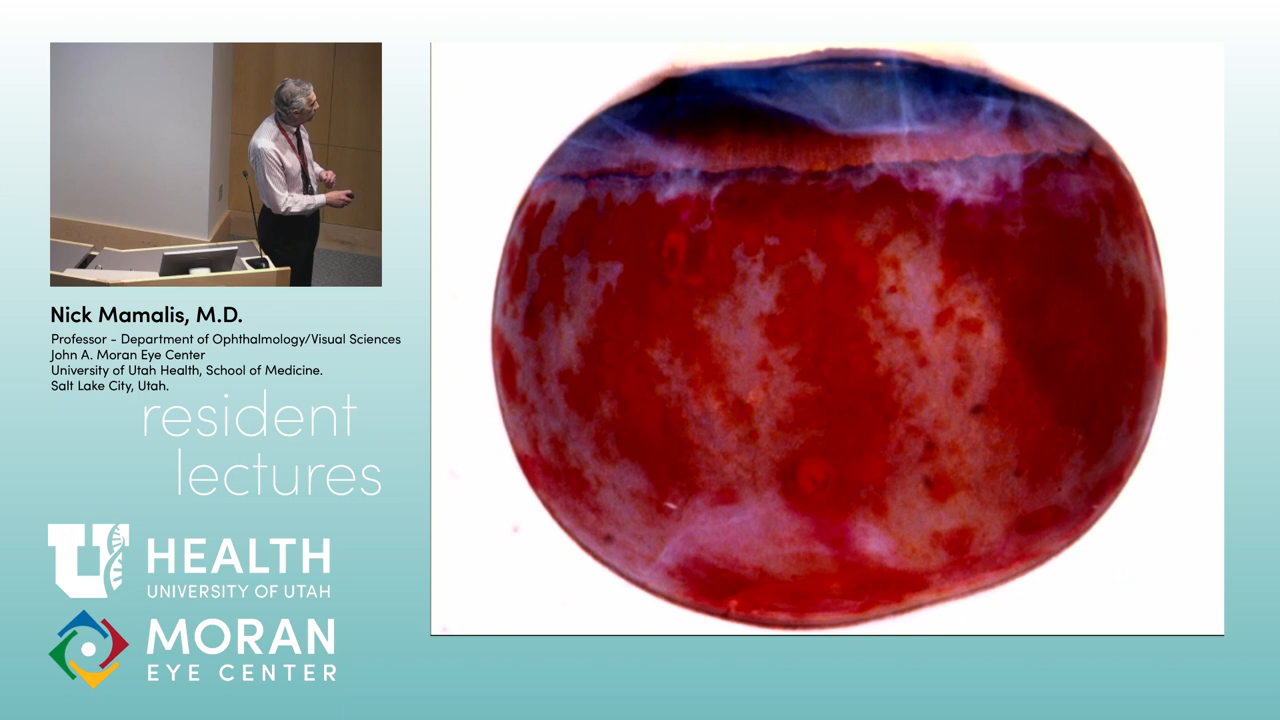 Nick Mamalis, M.D.
Professor - Department of Ophthalmology/Visual Sciences
John A. Moran Eye Center
University of Utah Health, School of Medicine.
Salt Lake City, Utah.
resident
lectures
U HEALTH
UNIVERSITY OF UTAH
MORAN
EYE CENTER